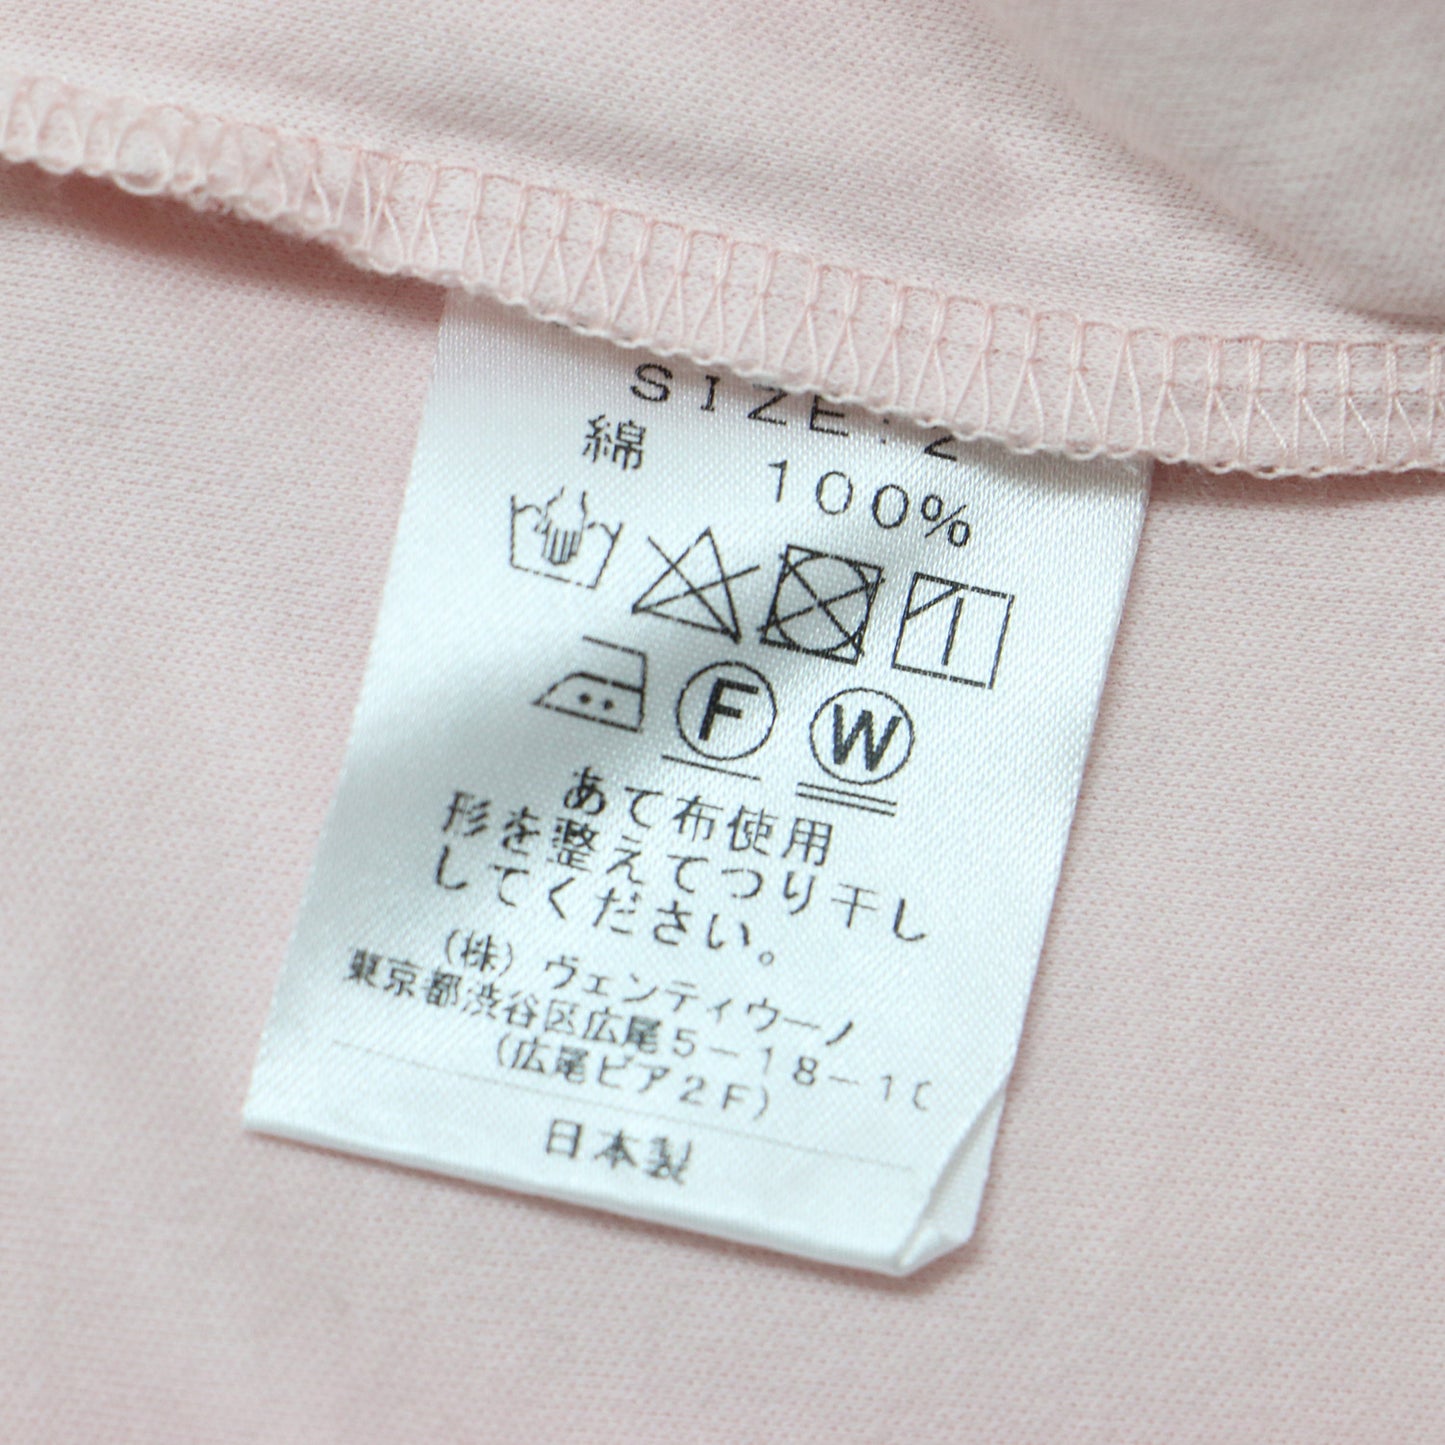 SIZE:2
綿 100%
F W
あて布使用
形を整えてつり干し
してください。
(株)ヴェンティウーノ
東京都渋谷区広尾5-18-10
(広尾ピア2F)
日本製